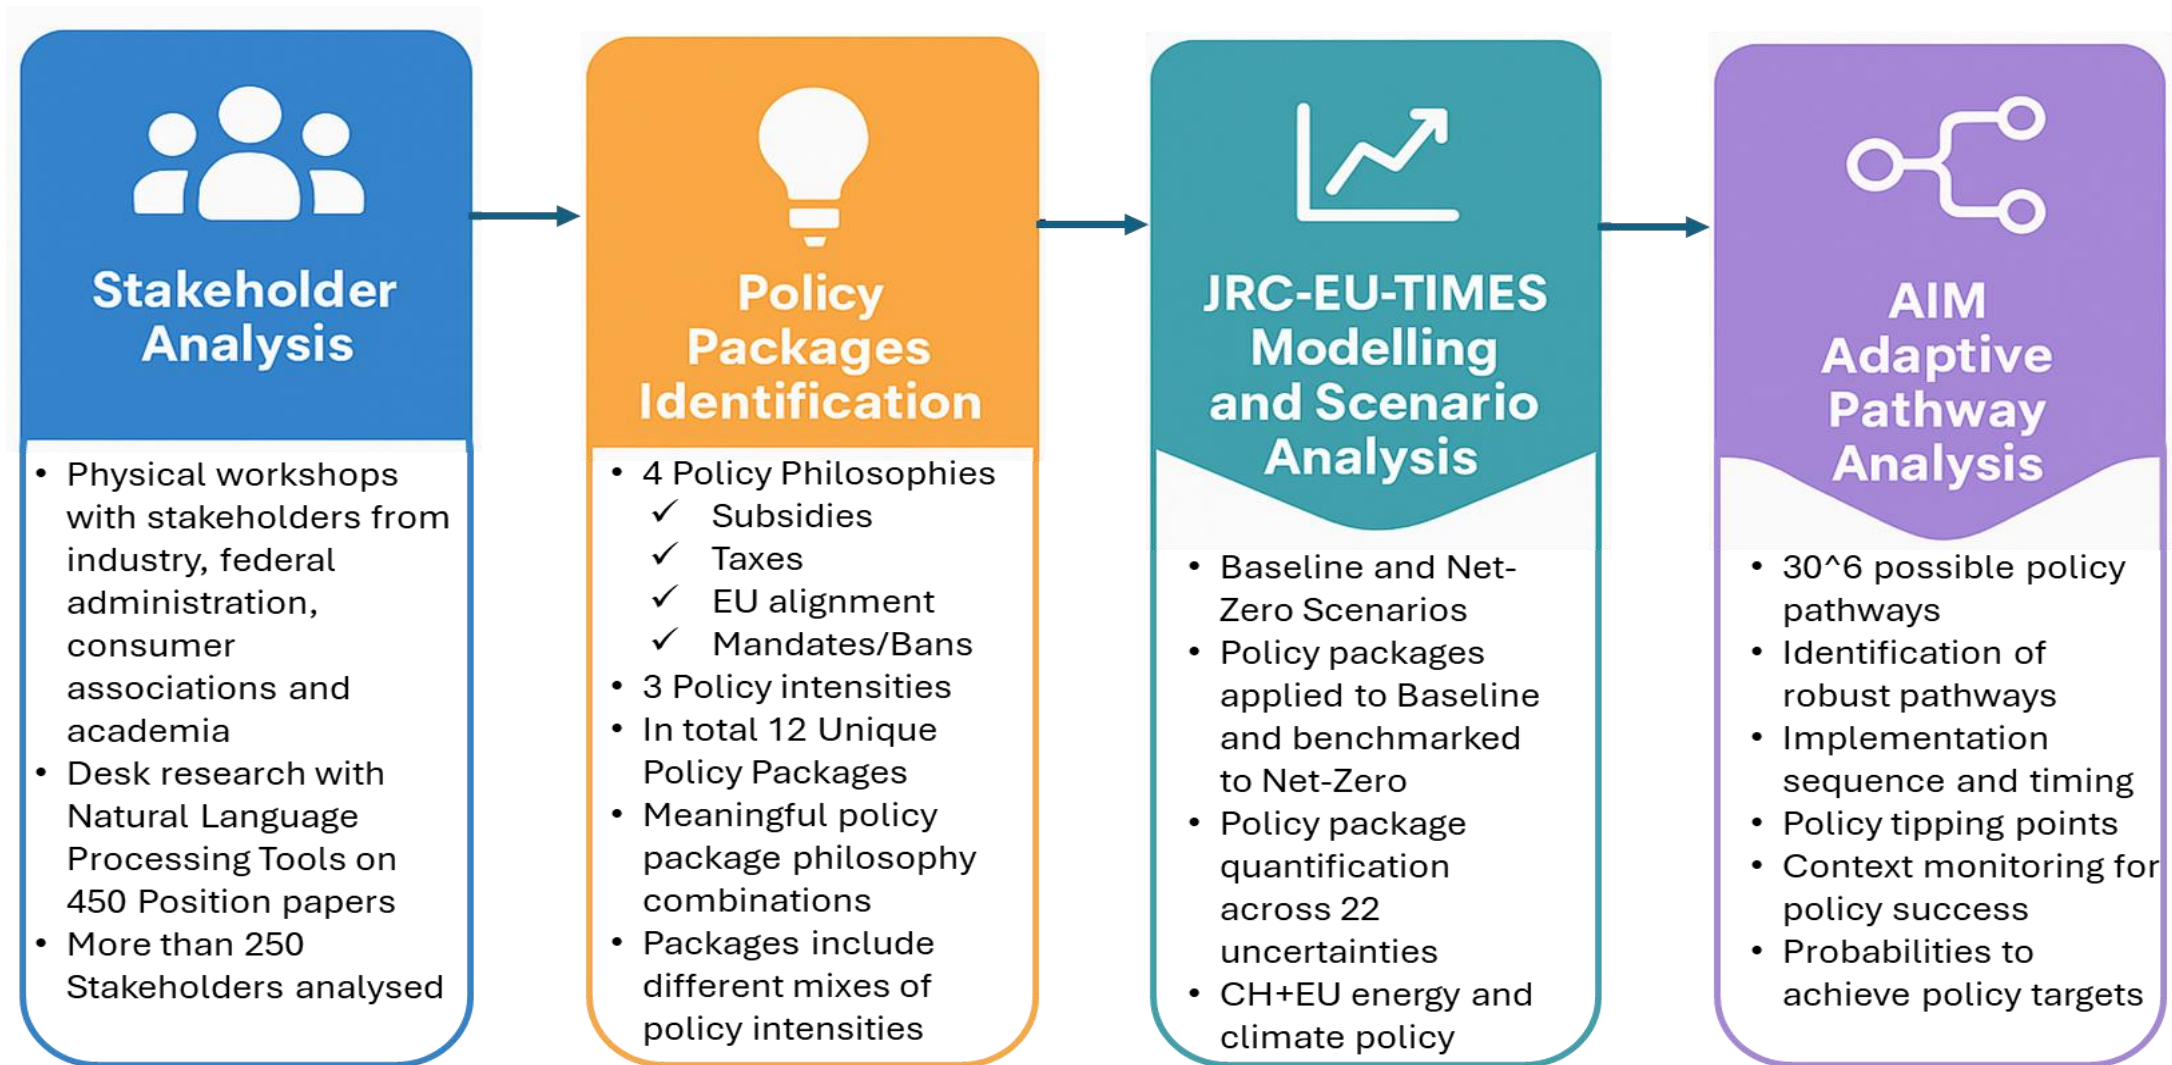 Stakeholder
Analysis
• Physical workshops
with stakeholders from
industry, federal
administration,
consumer
associations and
academia
• Desk research with
Natural Language
Processing Tools on
450 Position papers
• More than 250
Stakeholders analysed
Policy
Packages
Identification
• 4 Policy Philosophies
✓ Subsidies
✓ Taxes
✓ EU alignment
✓ Mandates/Bans
• 3 Policy intensities
• In total 12 Unique
Policy Packages
• Meaningful policy
package philosophy
combinations
• Packages include
different mixes of
policy intensities
JRC-EU-TIMES
Modelling
and Scenario
Analysis
• Baseline and Net-
Zero Scenarios
• Policy packages
applied to Baseline
and benchmarked
to Net-Zero
• Policy package
quantification
across 22
uncertainties
• CH+EU energy and
climate policy
AIM
Adaptive
Pathway
Analysis
• 30^6 possible policy
pathways
• Identification of
robust pathways
• Implementation
sequence and timing
• Policy tipping points
• Context monitoring for
policy success
• Probabilities to
achieve policy targets